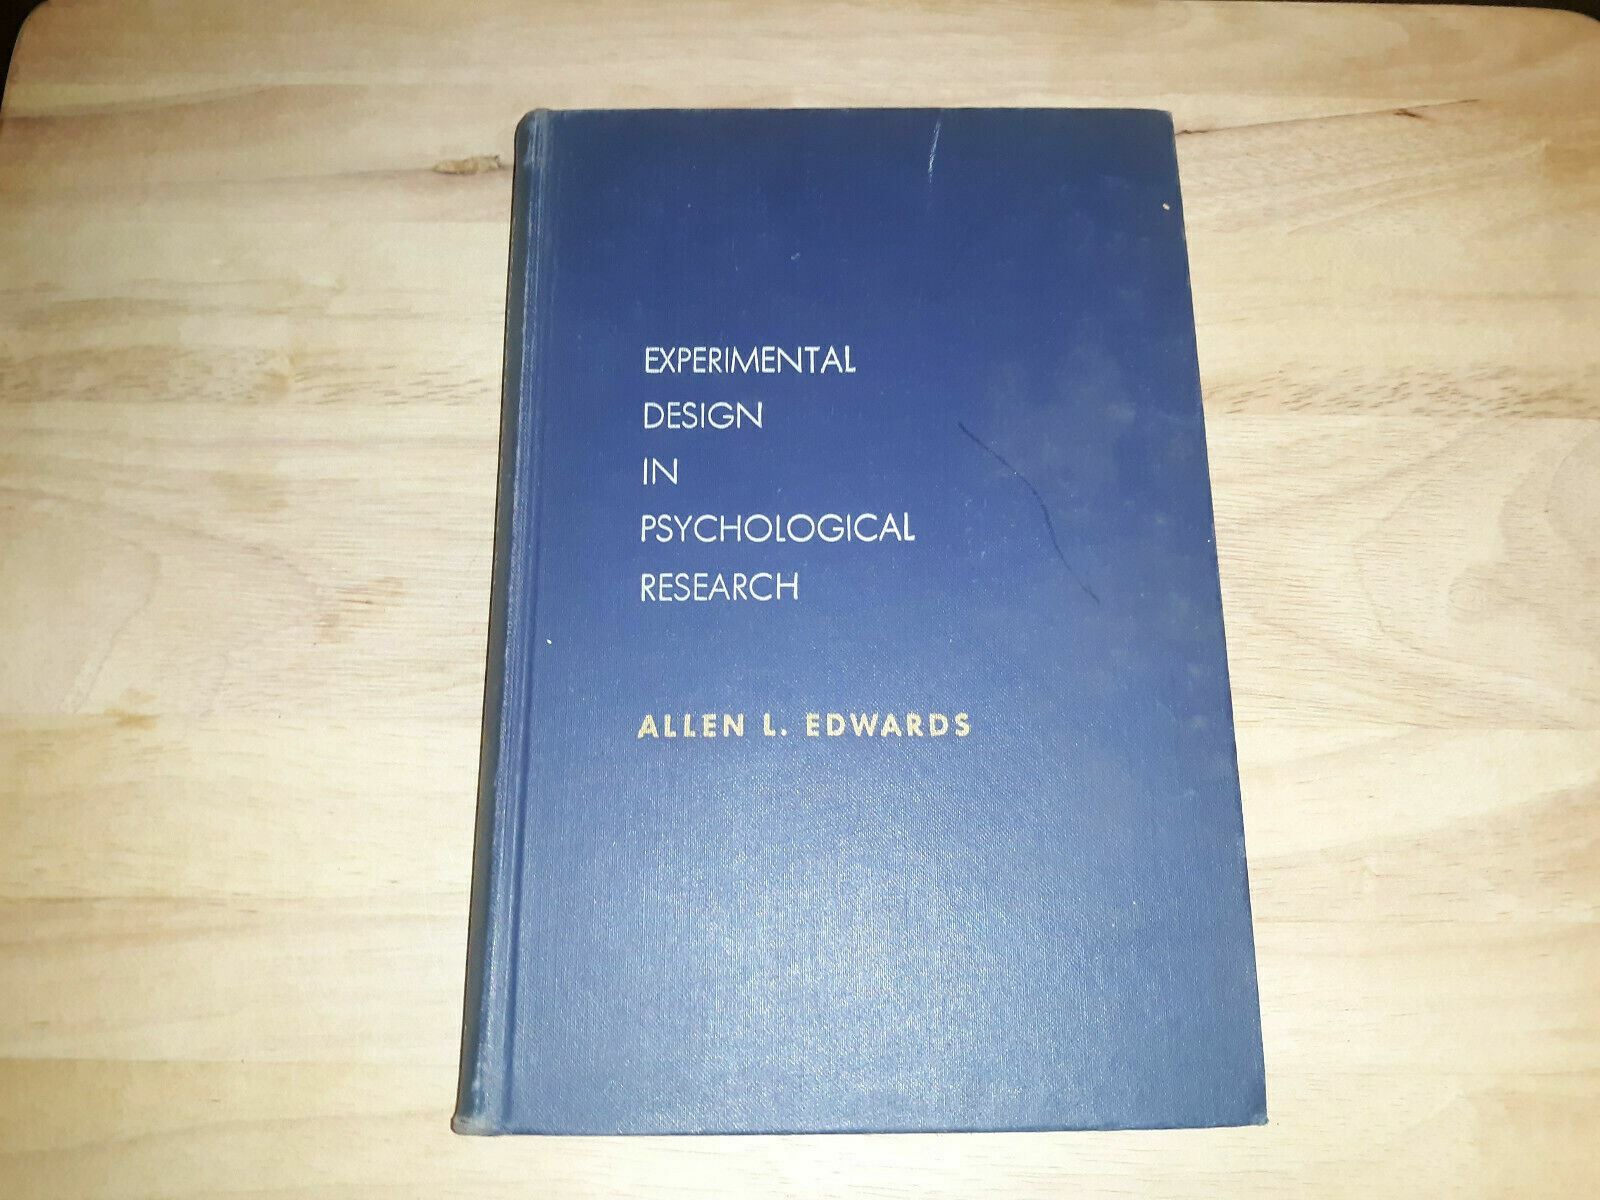 EXPERIMENTAL
DESIGN
IN
PSYCHOLOGICAL
RESEARCH
ALLEN L. EDWARDS